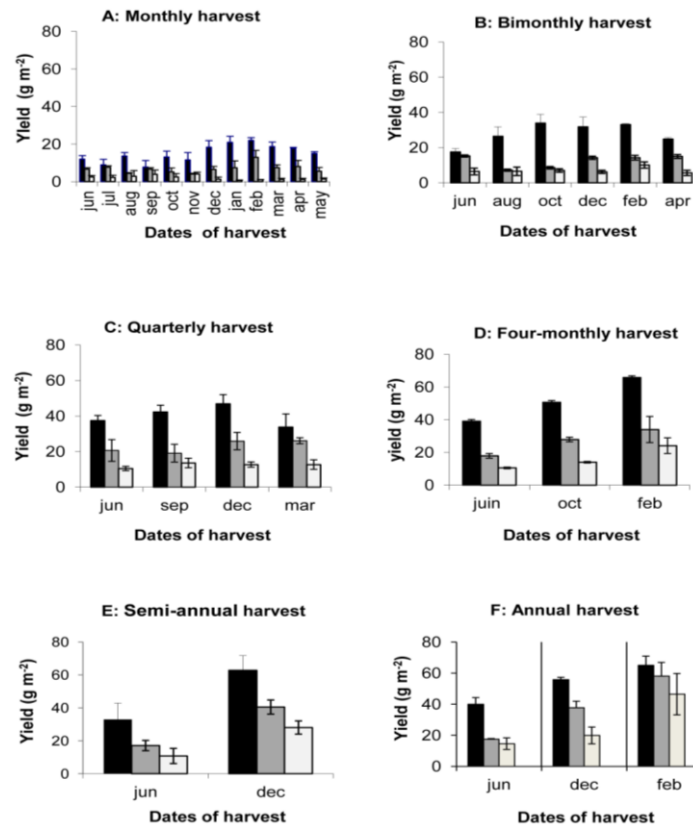 A: Monthly harvest
Yield (g m-2)
80
60
40
20
0
jun
jul
aug
sep
oct
nov
dec
jan
feb
mar
apr
may
Dates of harvest
B: Bimonthly harvest
Yield (g m-2)
80
60
40
20
0
jun
aug
oct
dec
feb
apr
Dates of harvest
C: Quarterly harvest
Yield (g m-2)
80
60
40
20
0
jun
sep
dec
mar
Dates of harvest
D: Four-monthly harvest
yield (g m-2)
80
60
40
20
0
juin
oct
feb
Dates of harvest
E: Semi-annual harvest
Yield (g m-2)
80
60
40
20
0
jun
dec
Dates of harvest
F: Annual harvest
Yield (g m-2)
80
60
40
20
0
jun
dec
feb
Dates of harvest